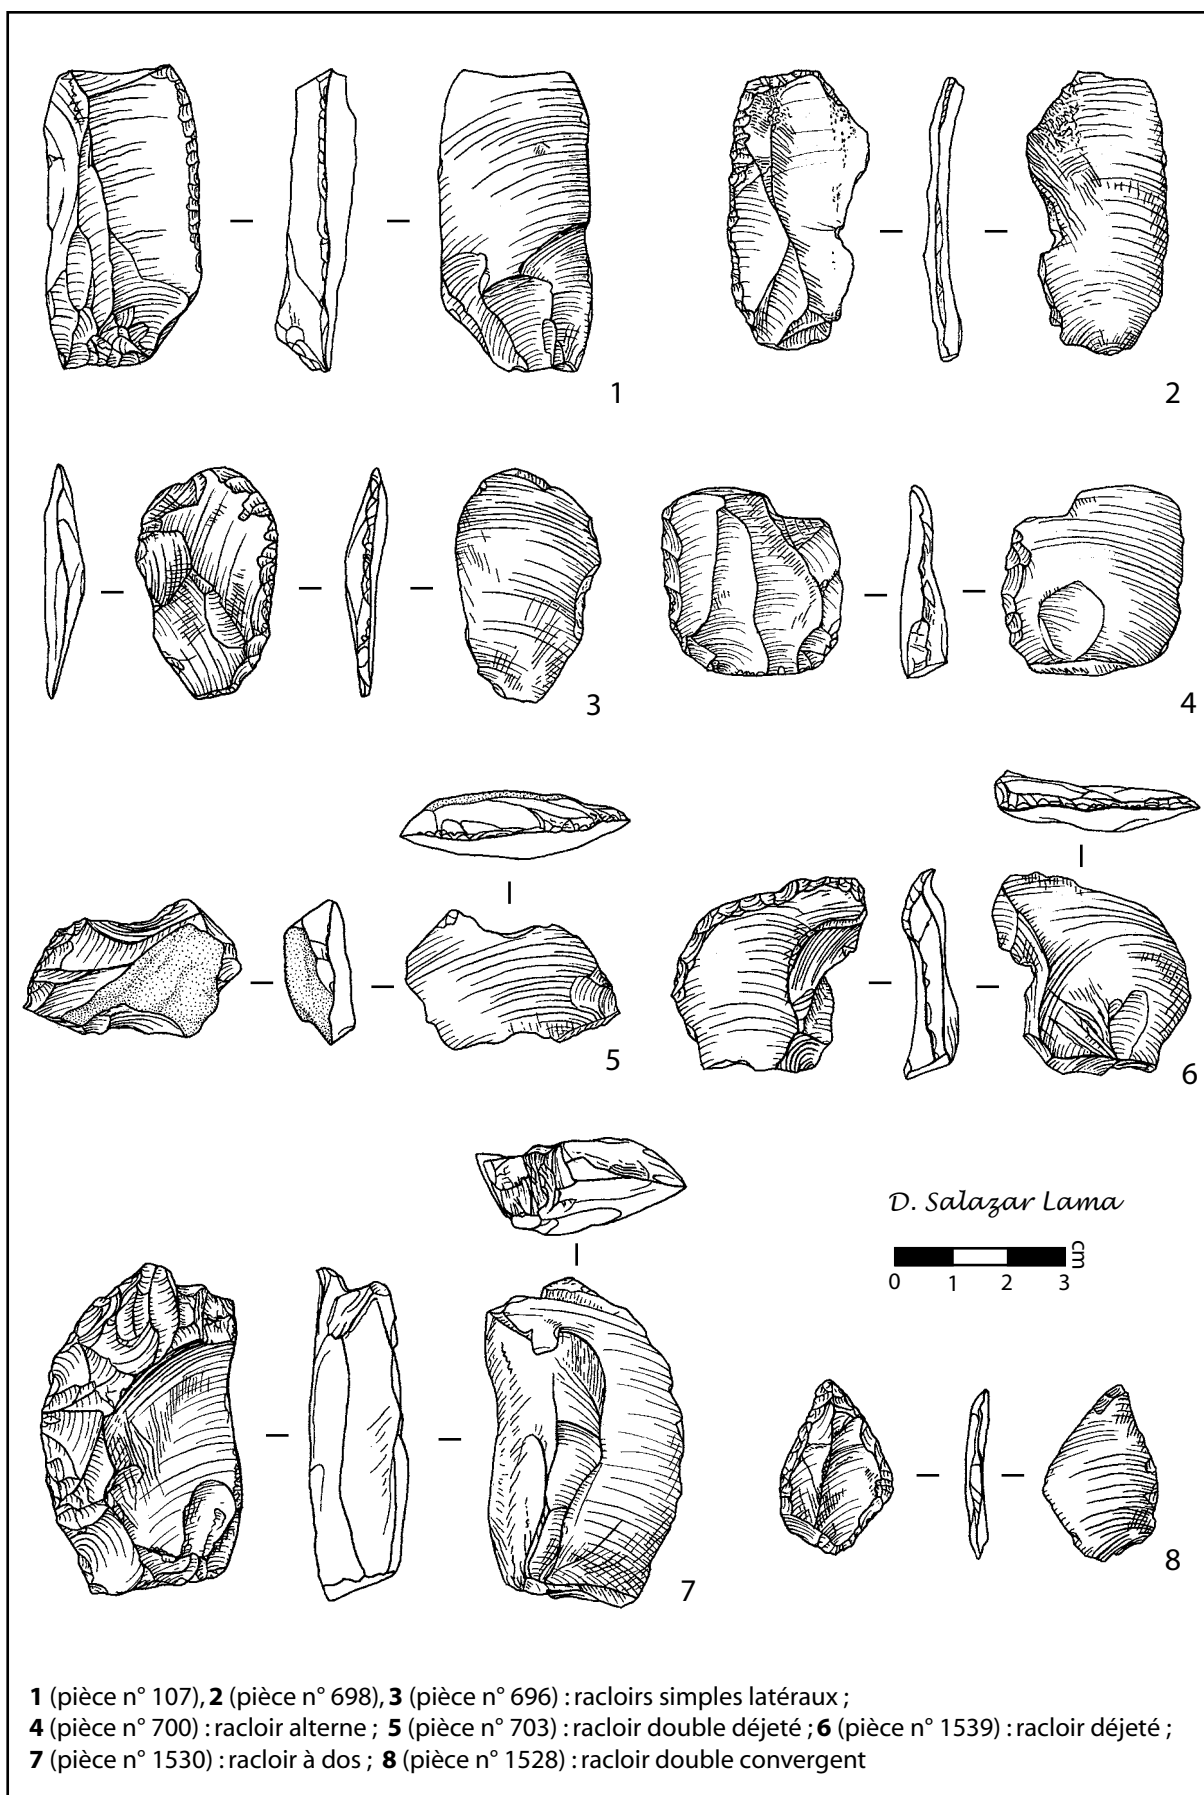 1
2
3
4
5
6
D. Salazar Lama
cm
0 1 2 3
7
8
1 (pièce n° 107), 2 (pièce n° 698), 3 (pièce n° 696) : racloirs simples latéraux ;
4 (pièce n° 700) : racloir alterne ; 5 (pièce n° 703) : racloir double déjeté ; 6 (pièce n° 1539) : racloir déjeté ;
7 (pièce n° 1530) : racloir à dos ; 8 (pièce n° 1528) : racloir double convergent